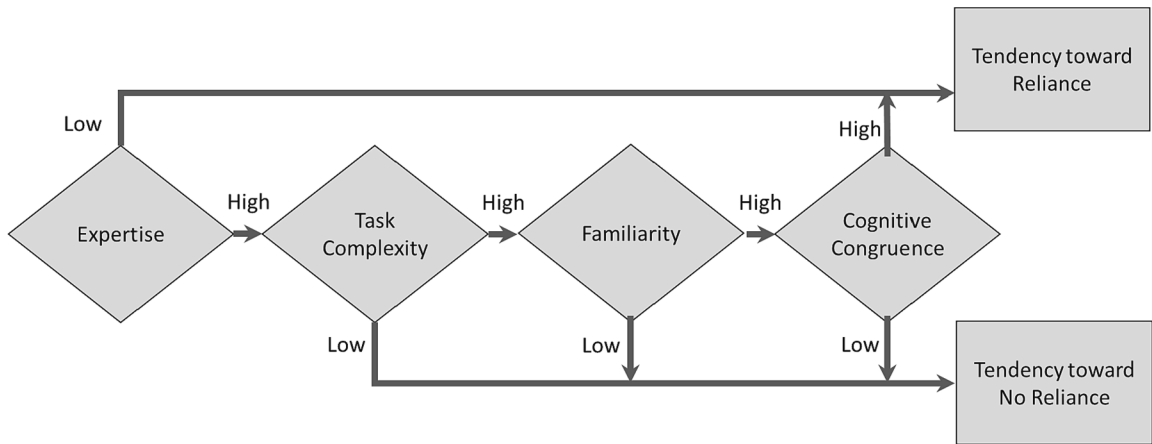 Tendency toward
Reliance
Low
High
High
High
High
Expertise
Task
Complexity
Familiarity
Cognitive
Congruence
Low
Low
Low
Tendency toward
No Reliance